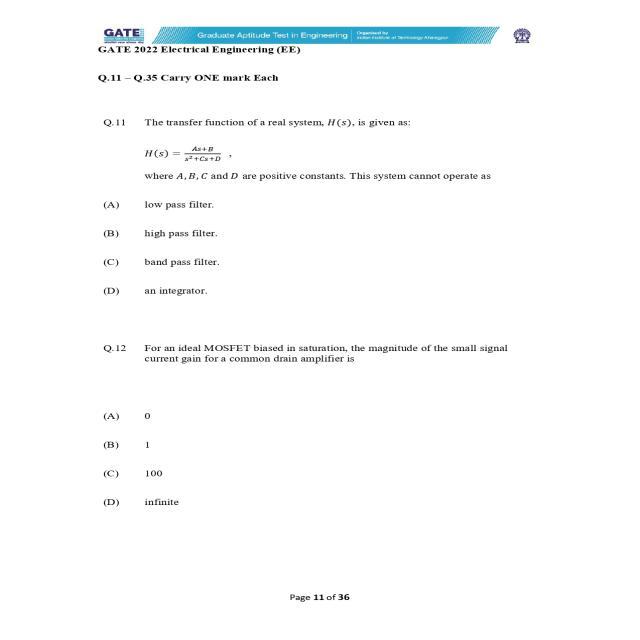 GATE
Graduate Aptitude Test in Engineering
Organised by
Indian Institute of Technology Kharagpur
GATE 2022 Electrical Engineering (EE)
Q.11 – Q.35 Carry ONE mark Each
Q.11 The transfer function of a real system, H(s), is given as:
H(s) = (As+B)/(s²+Cs+D) ,
where A, B, C and D are positive constants. This system cannot operate as
(A) low pass filter.
(B) high pass filter.
(C) band pass filter.
(D) an integrator.
Q.12 For an ideal MOSFET biased in saturation, the magnitude of the small signal
current gain for a common drain amplifier is
(A) 0
(B) 1
(C) 100
(D) infinite
Page 11 of 36